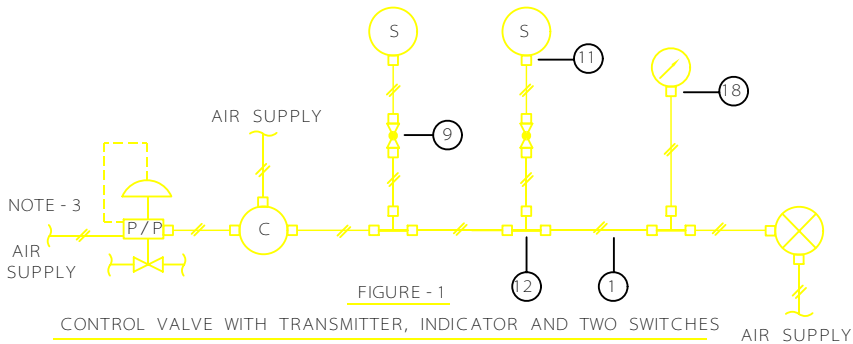 S
S
11
18
AIR SUPPLY
9
NOTE - 3
P/P
C
AIR
SUPPLY
12
1
FIGURE - 1
CONTROL VALVE WITH TRANSMITTER, INDICATOR AND TWO SWITCHES
AIR SUPPLY